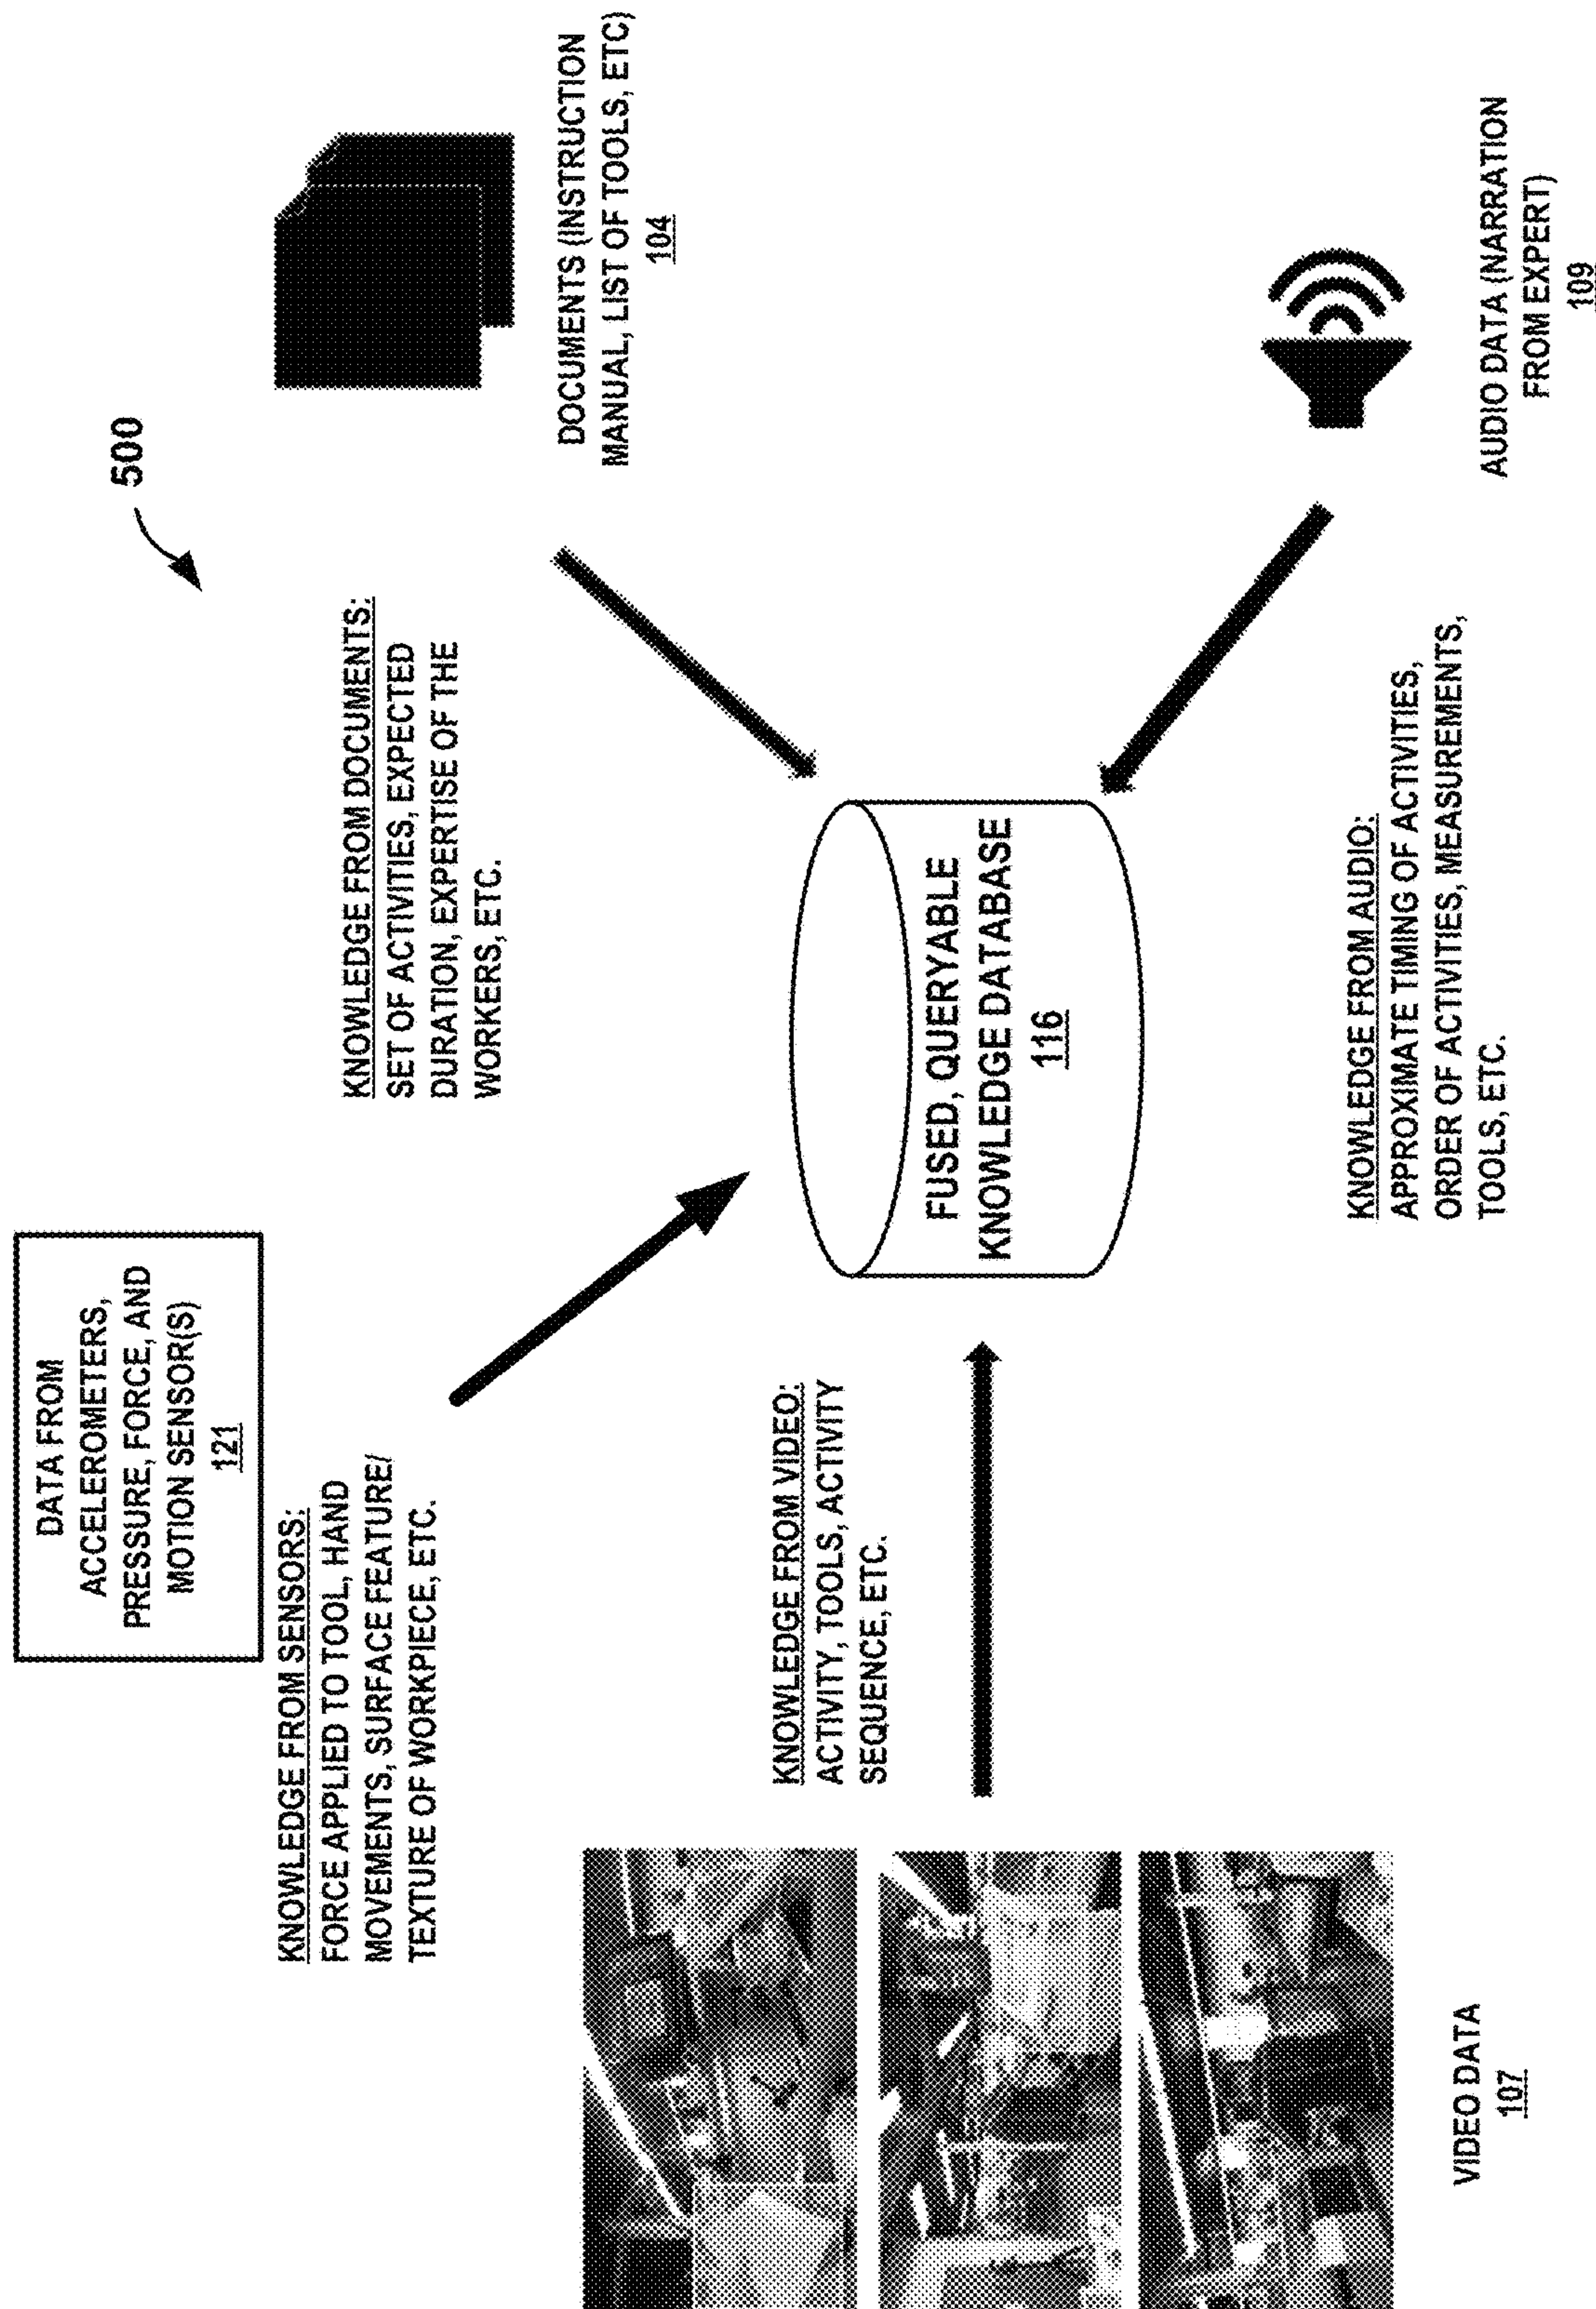 DATA FROM
ACCELEROMETERS,
PRESSURE, FORCE, AND
MOTION SENSOR(S)
121
500
KNOWLEDGE FROM SENSORS:
FORCE APPLIED TO TOOL, HAND
MOVEMENTS, SURFACE FEATURE/
TEXTURE OF WORKPIECE, ETC.
KNOWLEDGE FROM DOCUMENTS:
SET OF ACTIVITIES, EXPECTED
DURATION, EXPERTISE OF THE
WORKERS, ETC.
DOCUMENTS (INSTRUCTION
MANUAL, LIST OF TOOLS, ETC)
104
KNOWLEDGE FROM VIDEO:
ACTIVITY, TOOLS, ACTIVITY
SEQUENCE, ETC.
FUSED, QUERYABLE
KNOWLEDGE DATABASE
116
VIDEO DATA
107
KNOWLEDGE FROM AUDIO:
APPROXIMATE TIMING OF ACTIVITIES,
ORDER OF ACTIVITIES, MEASUREMENTS,
TOOLS, ETC.
AUDIO DATA (NARRATION
FROM EXPERT)
109